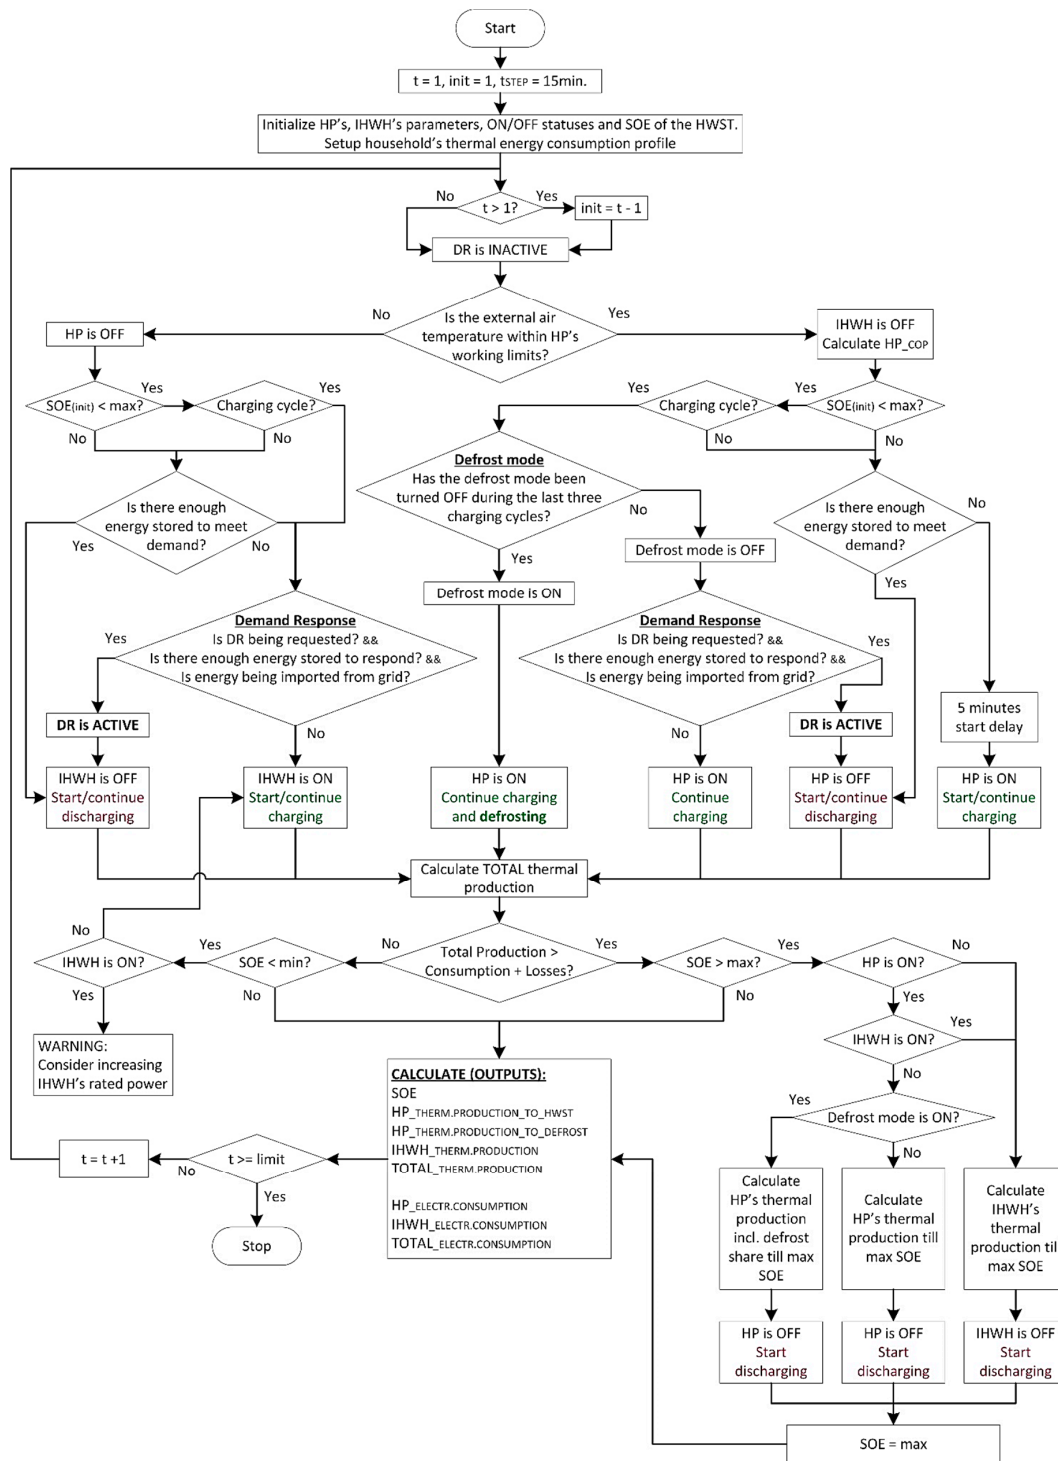 Start
t = 1, init = 1, tSTEP = 15min.
Initialize HP's, IHWH's parameters, ON/OFF statuses and SOE of the HWST.
Setup household's thermal energy consumption profile
No
t > 1?
Yes
init = t - 1
DR is INACTIVE
No
Is the external air
temperature within HP's
working limits?
Yes
HP is OFF
IHWH is OFF
Calculate HP_COP
SOE(init) < max?
Yes
Charging cycle?
Yes
No
No
Yes
Charging cycle?
Yes
SOE(init) < max?
No
No
Is there enough
energy stored to meet
demand?
Yes
No
Defrost mode
Has the defrost mode been
turned OFF during the last three
charging cycles?
No
Yes
Is there enough
energy stored to meet
demand?
No
Yes
Defrost mode is OFF
Defrost mode is ON
Demand Response
Is DR being requested? &&
Is there enough energy stored to respond? &&
Is energy being imported from grid?
Yes
No
Demand Response
Is DR being requested? &&
Is there enough energy stored to respond? &&
Is energy being imported from grid?
Yes
No
DR is ACTIVE
DR is ACTIVE
5 minutes
start delay
IHWH is OFF
Start/continue
discharging
IHWH is ON
Start/continue
charging
HP is ON
Continue charging
and defrosting
HP is ON
Continue
charging
HP is OFF
Start/continue
discharging
HP is ON
Start/continue
charging
Calculate TOTAL thermal
production
No
IHWH is ON?
Yes
Yes
SOE < min?
No
No
Total Production >
Consumption + Losses?
Yes
SOE > max?
Yes
No
HP is ON?
No
Yes
WARNING:
Consider increasing
IHWH's rated power
IHWH is ON?
Yes
No
Yes
Defrost mode is ON?
No
CALCULATE (OUTPUTS):
SOE
HP_THERM.PRODUCTION_TO_HWST
HP_THERM.PRODUCTION_TO_DEFROST
IHWH_THERM.PRODUCTION
TOTAL_THERM.PRODUCTION
HP_ELECTR.CONSUMPTION
IHWH_ELECTR.CONSUMPTION
TOTAL_ELECTR.CONSUMPTION
t = t +1
No
t >= limit
Yes
Stop
Calculate
HP's thermal
production
incl. defrost
share till max
SOE
Calculate
HP's thermal
production till
max SOE
Calculate
IHWH's
thermal
production till
max SOE
HP is OFF
Start
discharging
HP is OFF
Start
discharging
IHWH is OFF
Start
discharging
SOE = max